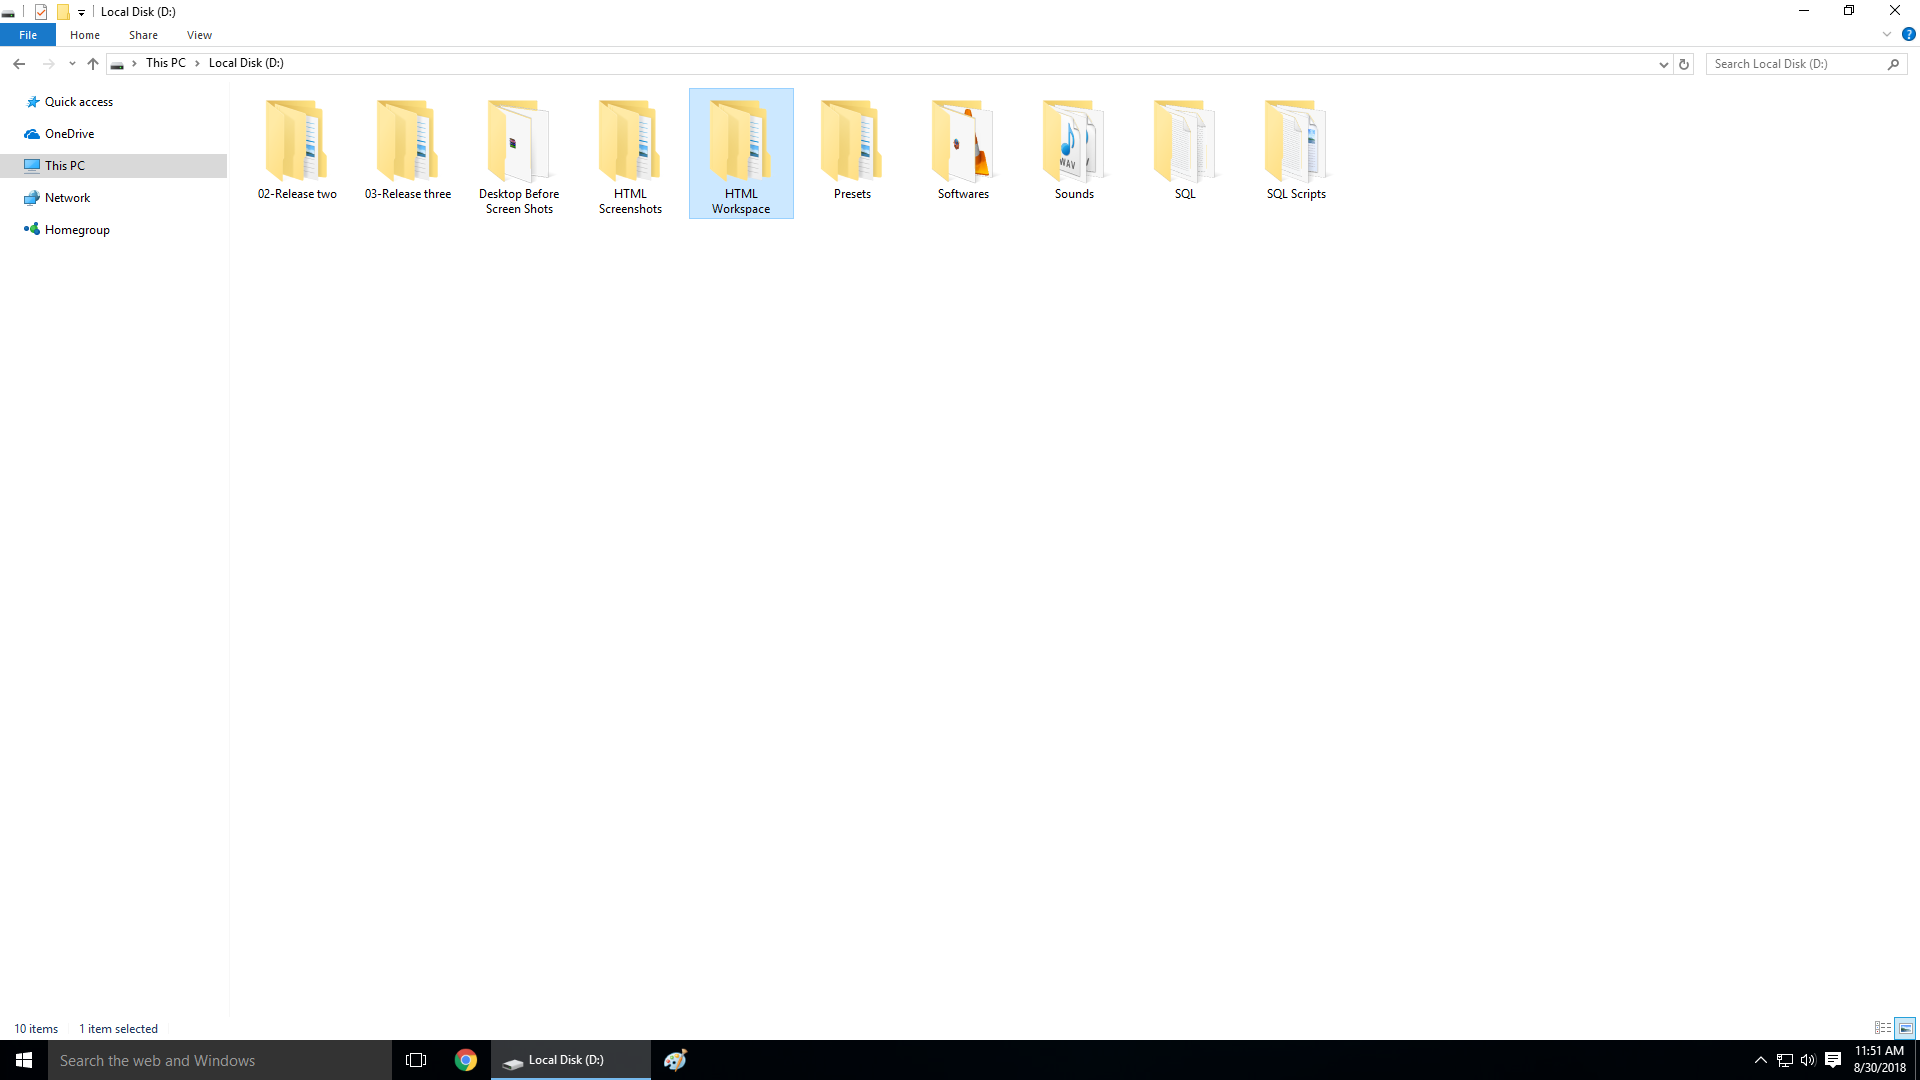 Local Disk (D:)
File Home Share View
?
This PC Local Disk (D:)
Search Local Disk (D:)
Quick access
OneDrive
This PC
Network
Homegroup
02-Release two
03-Release three
Desktop Before
Screen Shots
HTML
Screenshots
HTML
Workspace
Presets
Softwares
WAV
Sounds
SQL
SQL Scripts
10 items 1 item selected
Search the web and Windows
Local Disk (D:)
11:51 AM
8/30/2018